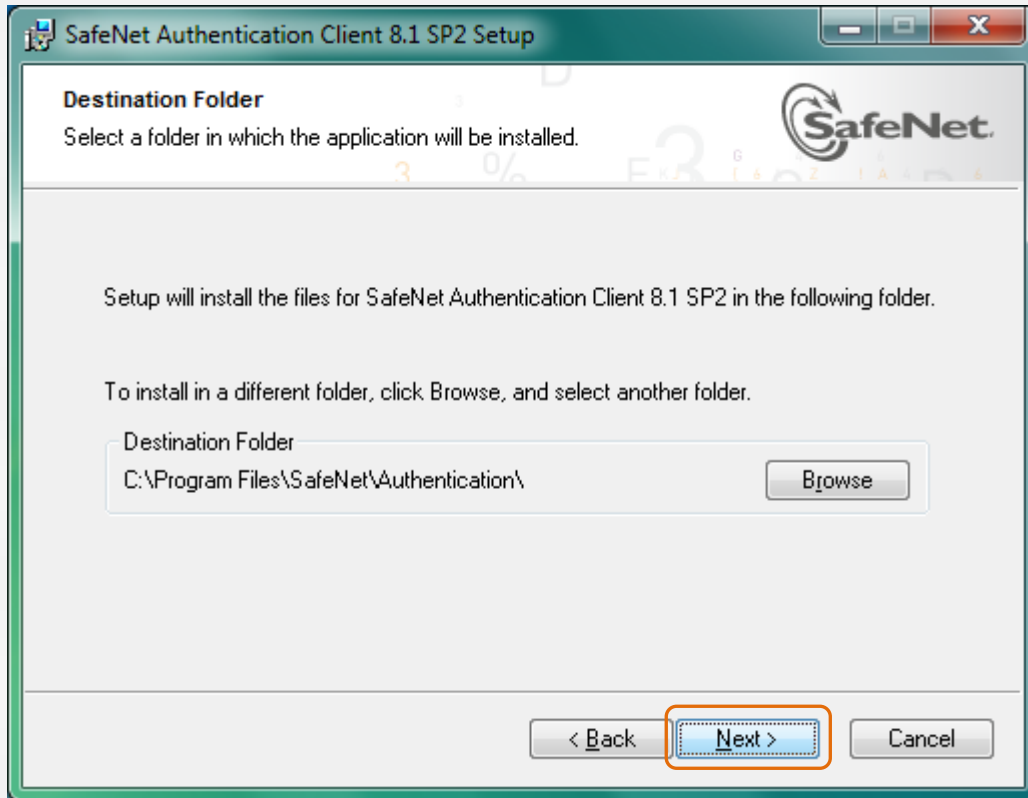 SafeNet Authentication Client 8.1 SP2 Setup
Destination Folder
Select a folder in which the application will be installed.
SafeNet.
Setup will install the files for SafeNet Authentication Client 8.1 SP2 in the following folder.
To install in a different folder, click Browse, and select another folder.
Destination Folder
C:\Program Files\SafeNet\Authentication\
Browse
< Back
Next >
Cancel